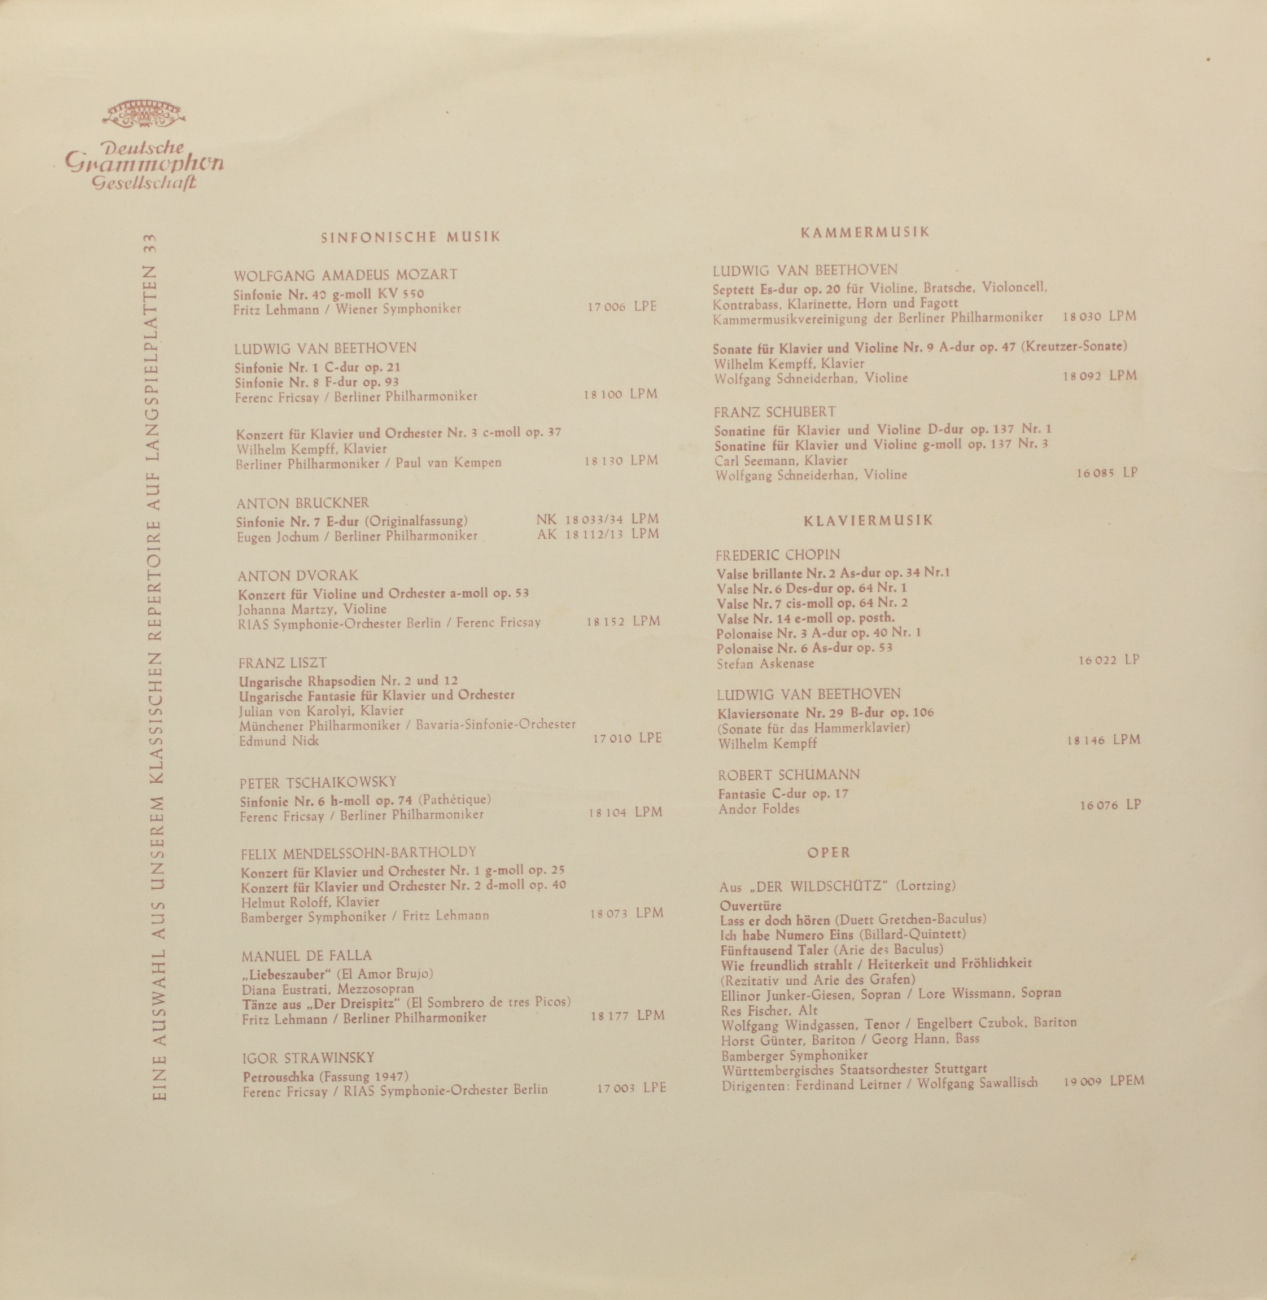 Deutsche
Grammophon
Gesellschaft
EINE AUSWAHL AUS UNSEREM KLASSISCHEN REPERTOIRE AUF LANGSPIELPLATTEN 33
SINFONISCHE MUSIK
WOLFGANG AMADEUS MOZART
Sinfonie Nr. 40 g-moll KV 550
Fritz Lehmann / Wiener Symphoniker 17 006 LPE
LUDWIG VAN BEETHOVEN
Sinfonie Nr. 1 C-dur op. 21
Sinfonie Nr. 8 F-dur op. 93
Ferenc Fricsay / Berliner Philharmoniker 18 100 LPM
Konzert für Klavier und Orchester Nr. 3 c-moll op. 37
Wilhelm Kempff, Klavier
Berliner Philharmoniker / Paul van Kempen 18 130 LPM
ANTON BRUCKNER
Sinfonie Nr. 7 E-dur (Originalfassung) NK 18 033/34 LPM
Eugen Jochum / Berliner Philharmoniker AK 18 112/13 LPM
ANTON DVORAK
Konzert für Violine und Orchester a-moll op. 53
Johanna Martzy, Violine
RIAS Symphonie-Orchester Berlin / Ferenc Fricsay 18 152 LPM
FRANZ LISZT
Ungarische Rhapsodien Nr. 2 und 12
Ungarische Fantasie für Klavier und Orchester
Julian von Karolyi, Klavier
Münchener Philharmoniker / Bavaria-Sinfonie-Orchester
Edmund Nick 17 010 LPE
PETER TSCHAIKOWSKY
Sinfonie Nr. 6 h-moll op. 74 (Pathétique)
Ferenc Fricsay / Berliner Philharmoniker 18 104 LPM
FELIX MENDELSSOHN-BARTHOLDY
Konzert für Klavier und Orchester Nr. 1 g-moll op. 25
Konzert für Klavier und Orchester Nr. 2 d-moll op. 40
Helmut Roloff, Klavier
Bamberger Symphoniker / Fritz Lehmann 18 073 LPM
MANUEL DE FALLA
„Liebeszauber“ (El Amor Brujo)
Diana Eustrati, Mezzosopran
Tänze aus „Der Dreispitz“ (El Sombrero de tres Picos)
Fritz Lehmann / Berliner Philharmoniker 18 177 LPM
IGOR STRAWINSKY
Petrouschka (Fassung 1947)
Ferenc Fricsay / RIAS Symphonie-Orchester Berlin 17 003 LPE
KAMMERMUSIK
LUDWIG VAN BEETHOVEN
Septett Es-dur op. 20 für Violine, Bratsche, Violoncell,
Kontrabass, Klarinette, Horn und Fagott
Kammermusikvereinigung der Berliner Philharmoniker 18 030 LPM
Sonate für Klavier und Violine Nr. 9 A-dur op. 47 (Kreutzer-Sonate)
Wilhelm Kempff, Klavier
Wolfgang Schneiderhan, Violine 18 092 LPM
FRANZ SCHUBERT
Sonatine für Klavier und Violine D-dur op. 137 Nr. 1
Sonatine für Klavier und Violine g-moll op. 137 Nr. 3
Carl Seemann, Klavier
Wolfgang Schneiderhan, Violine 16 085 LP
KLAVIERMUSIK
FREDERIC CHOPIN
Valse brillante Nr. 2 As-dur op. 34 Nr. 1
Valse Nr. 6 Des-dur op. 64 Nr. 1
Valse Nr. 7 cis-moll op. 64 Nr. 2
Valse Nr. 14 e-moll op. posth.
Polonaise Nr. 3 A-dur op. 40 Nr. 1
Polonaise Nr. 6 As-dur op. 53
Stefan Askenase 16 022 LP
LUDWIG VAN BEETHOVEN
Klaviersonate Nr. 29 B-dur op. 106
(Sonate für das Hammerklavier)
Wilhelm Kempff 18 146 LPM
ROBERT SCHUMANN
Fantasie C-dur op. 17
Andor Foldes 16 076 LP
OPER
Aus „DER WILDSCHÜTZ“ (Lortzing)
Ouvertüre
Lass er doch hören (Duett Gretchen-Baculus)
Ich habe Numero Eins (Billard-Quintett)
Fünftausend Taler (Arie des Baculus)
Wie freundlich strahlt / Heiterkeit und Fröhlichkeit
(Rezitativ und Arie des Grafen)
Ellinor Junker-Giesen, Sopran / Lore Wissmann, Sopran
Res Fischer, Alt
Wolfgang Windgassen, Tenor / Engelbert Czubok, Bariton
Horst Günter, Bariton / Georg Hann, Bass
Bamberger Symphoniker
Württembergisches Staatsorchester Stuttgart
Dirigenten: Ferdinand Leitner / Wolfgang Sawallisch 19 009 LPEM